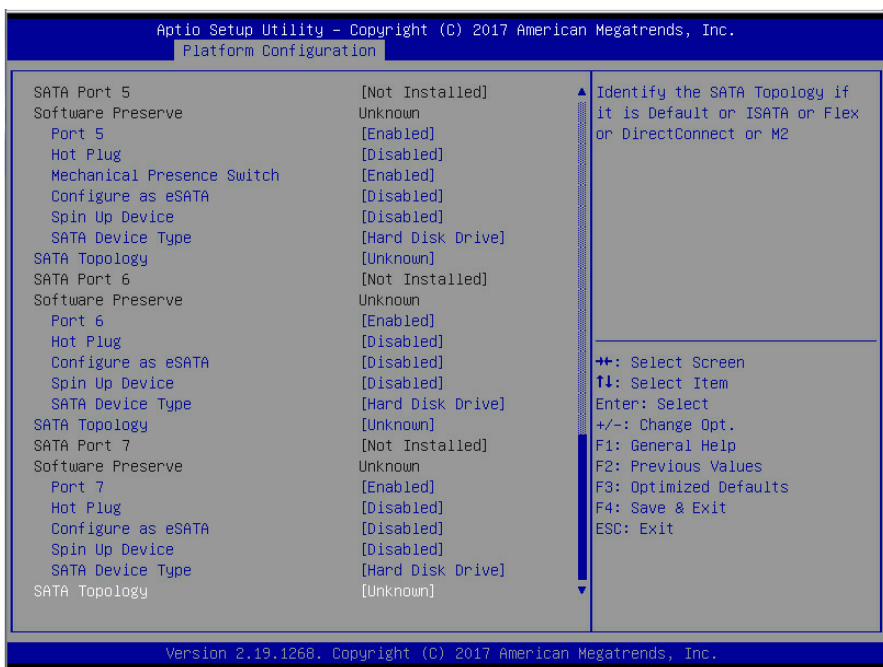 Aptio Setup Utility – Copyright (C) 2017 American Megatrends, Inc.
Platform Configuration
SATA Port 5 [Not Installed]
Software Preserve Unknown
Port 5 [Enabled]
Hot Plug [Disabled]
Mechanical Presence Switch [Enabled]
Configure as eSATA [Disabled]
Spin Up Device [Disabled]
SATA Device Type [Hard Disk Drive]
SATA Topology [Unknown]
SATA Port 6 [Not Installed]
Software Preserve Unknown
Port 6 [Enabled]
Hot Plug [Disabled]
Configure as eSATA [Disabled]
Spin Up Device [Disabled]
SATA Device Type [Hard Disk Drive]
SATA Topology [Unknown]
SATA Port 7 [Not Installed]
Software Preserve Unknown
Port 7 [Enabled]
Hot Plug [Disabled]
Configure as eSATA [Disabled]
Spin Up Device [Disabled]
SATA Device Type [Hard Disk Drive]
SATA Topology [Unknown]
Identify the SATA Topology if
it is Default or ISATA or Flex
or DirectConnect or M2
→←: Select Screen
↑↓: Select Item
Enter: Select
+/-: Change Opt.
F1: General Help
F2: Previous Values
F3: Optimized Defaults
F4: Save & Exit
ESC: Exit
Version 2.19.1268. Copyright (C) 2017 American Megatrends, Inc.